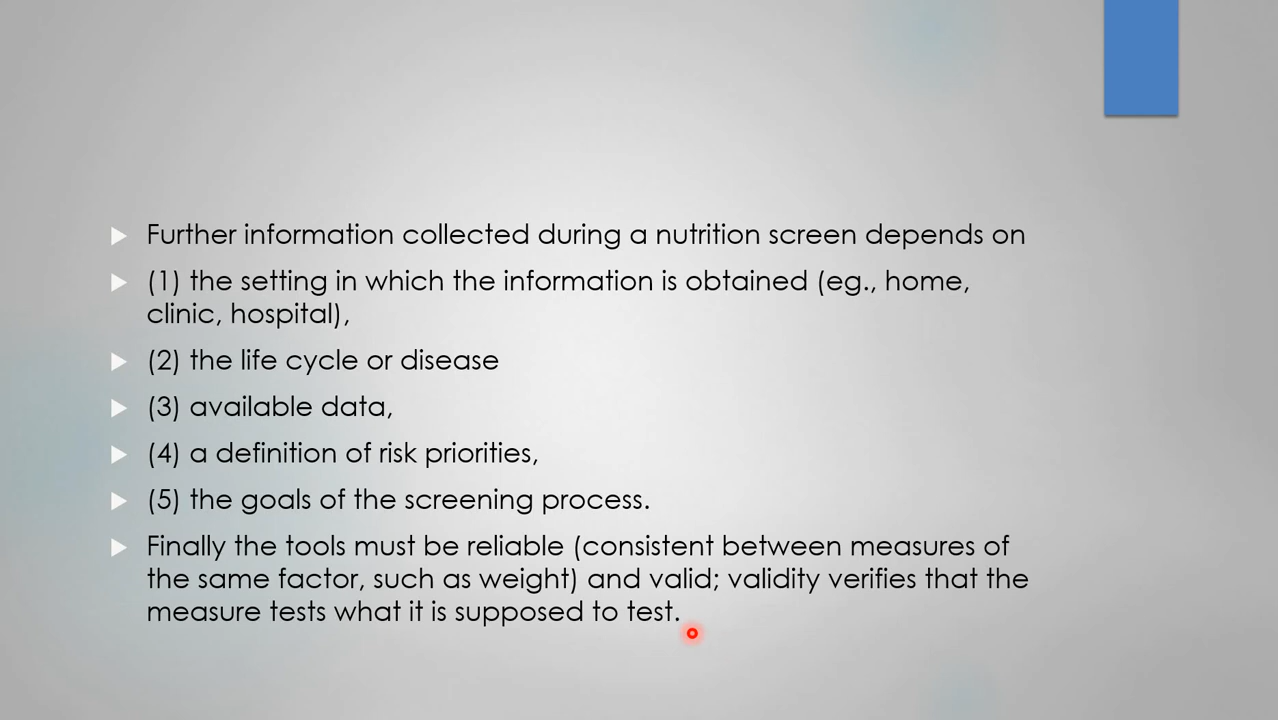 Further information collected during a nutrition screen depends on
(1) the setting in which the information is obtained (eg., home,
clinic, hospital),
(2) the life cycle or disease
(3) available data,
(4) a definition of risk priorities,
(5) the goals of the screening process.
Finally the tools must be reliable (consistent between measures of
the same factor, such as weight) and valid; validity verifies that the
measure tests what it is supposed to test.